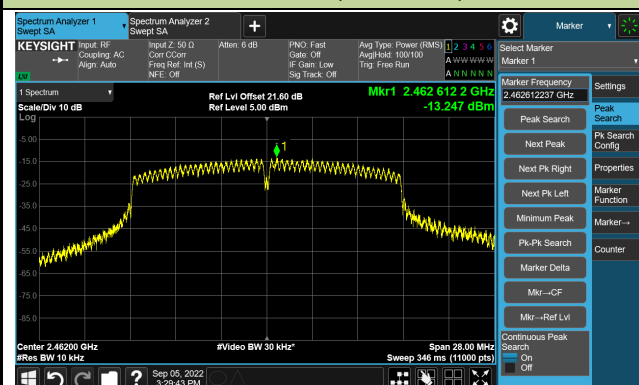 Spectrum Analyzer 1
Swept SA
Spectrum Analyzer 2
Swept SA
+
Marker
KEYSIGHT
Input: RF
Coupling: AC
Align: Auto
Input Z: 50 Ω
Corr CCorr
Freq Ref: Int (S)
NFE: Off
Atten: 6 dB
PNO: Fast
Gate: Off
IF Gain: Low
Sig Track: Off
Avg Type: Power (RMS)
Avg|Hold: 100/100
Trig: Free Run
1 2 3 4 5 6
A W W W W W
A N N N N N
LXI
Select Marker
Marker 1
1 Spectrum
Scale/Div 10 dB
Log
Ref Lvl Offset 21.60 dB
Ref Level 5.00 dBm
Mkr1 2.462 612 2 GHz
-13.247 dBm
1
-5.00
-15.0
-25.0
-35.0
-45.0
-55.0
-65.0
-75.0
-85.0
Center 2.46200 GHz
#Res BW 10 kHz
#Video BW 30 kHz*
Span 28.00 MHz
Sweep 346 ms (11000 pts)
Marker Frequency
2.462612237 GHz
Peak Search
Next Peak
Next Pk Right
Next Pk Left
Minimum Peak
Pk-Pk Search
Marker Delta
Mkr→CF
Mkr→Ref Lvl
Continuous Peak
Search
On
Off
Settings
Peak
Search
Pk Search
Config
Properties
Marker
Function
Marker→
Counter
?
Sep 05, 2022
3:29:43 PM